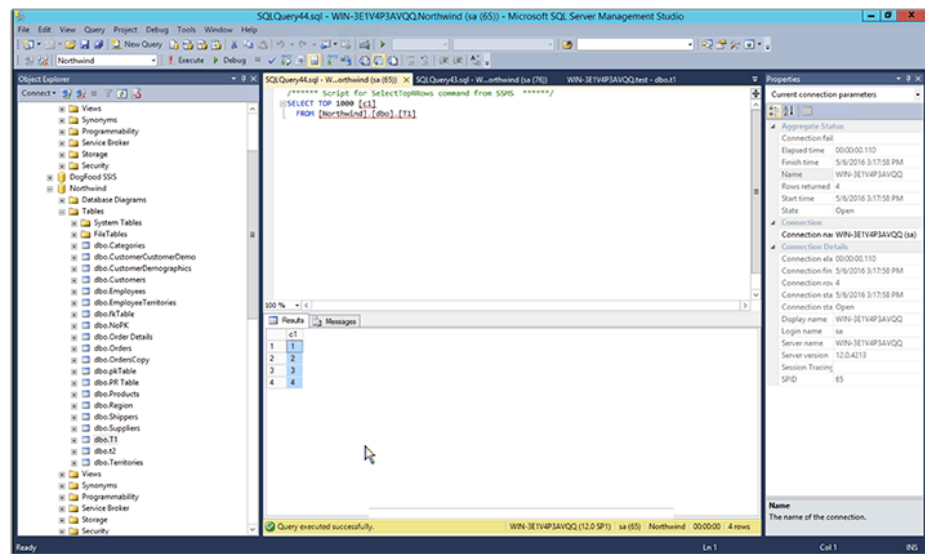 SQLQuery44.sql - WIN-3E1V4P3AVQQ.Northwind (sa (65)) - Microsoft SQL Server Management Studio
File Edit View Query Project Debug Tools Window Help
New Query
Northwind Execute Debug
Object Explorer
Connect
Views
Synonyms
Programmability
Service Broker
Storage
Security
DogFood SSIS
Northwind
Database Diagrams
Tables
System Tables
FileTables
dbo.Categories
dbo.CustomerCustomerDemo
dbo.CustomerDemographics
dbo.Customers
dbo.Employees
dbo.EmployeeTerritories
dbo.fkTable
dbo.NoPK
dbo.Order Details
dbo.Orders
dbo.OrdersCopy
dbo.pkTable
dbo.PR Table
dbo.Products
dbo.Region
dbo.Shippers
dbo.Suppliers
dbo.T1
dbo.t2
dbo.Territories
Views
Synonyms
Programmability
Service Broker
Storage
Security
SQLQuery44.sql - W...orthwind (sa (65)) SQLQuery43.sql - W...orthwind (sa (76)) WIN-3E1V4P3AVQQ.test - dbo.t1
/****** Script for SelectTopNRows command from SSMS ******/
SELECT TOP 1000 [c1]
FROM [Northwind].[dbo].[T1]
100 %
Results Messages
c1
1 1
2 2
3 3
4 4
Query executed successfully. WIN-3E1V4P3AVQQ (12.0 SP1) sa (65) Northwind 00:00:00 4 rows
Properties
Current connection parameters
Aggregate Status
Connection fail
Elapsed time 00:00:00.110
Finish time 5/6/2016 3:17:58 PM
Name WIN-3E1V4P3AVQQ
Rows returned 4
Start time 5/6/2016 3:17:58 PM
State Open
Connection
Connection nar WIN-3E1V4P3AVQQ (sa)
Connection Details
Connection ela 00:00:00.110
Connection fin 5/6/2016 3:17:58 PM
Connection rov 4
Connection sta 5/6/2016 3:17:58 PM
Connection sta Open
Display name WIN-3E1V4P3AVQQ
Login name sa
Server name WIN-3E1V4P3AVQQ
Server version 12.0.4213
Session Tracing
SPID 65
Name
The name of the connection.
Ready Ln 1 Col 1 INS